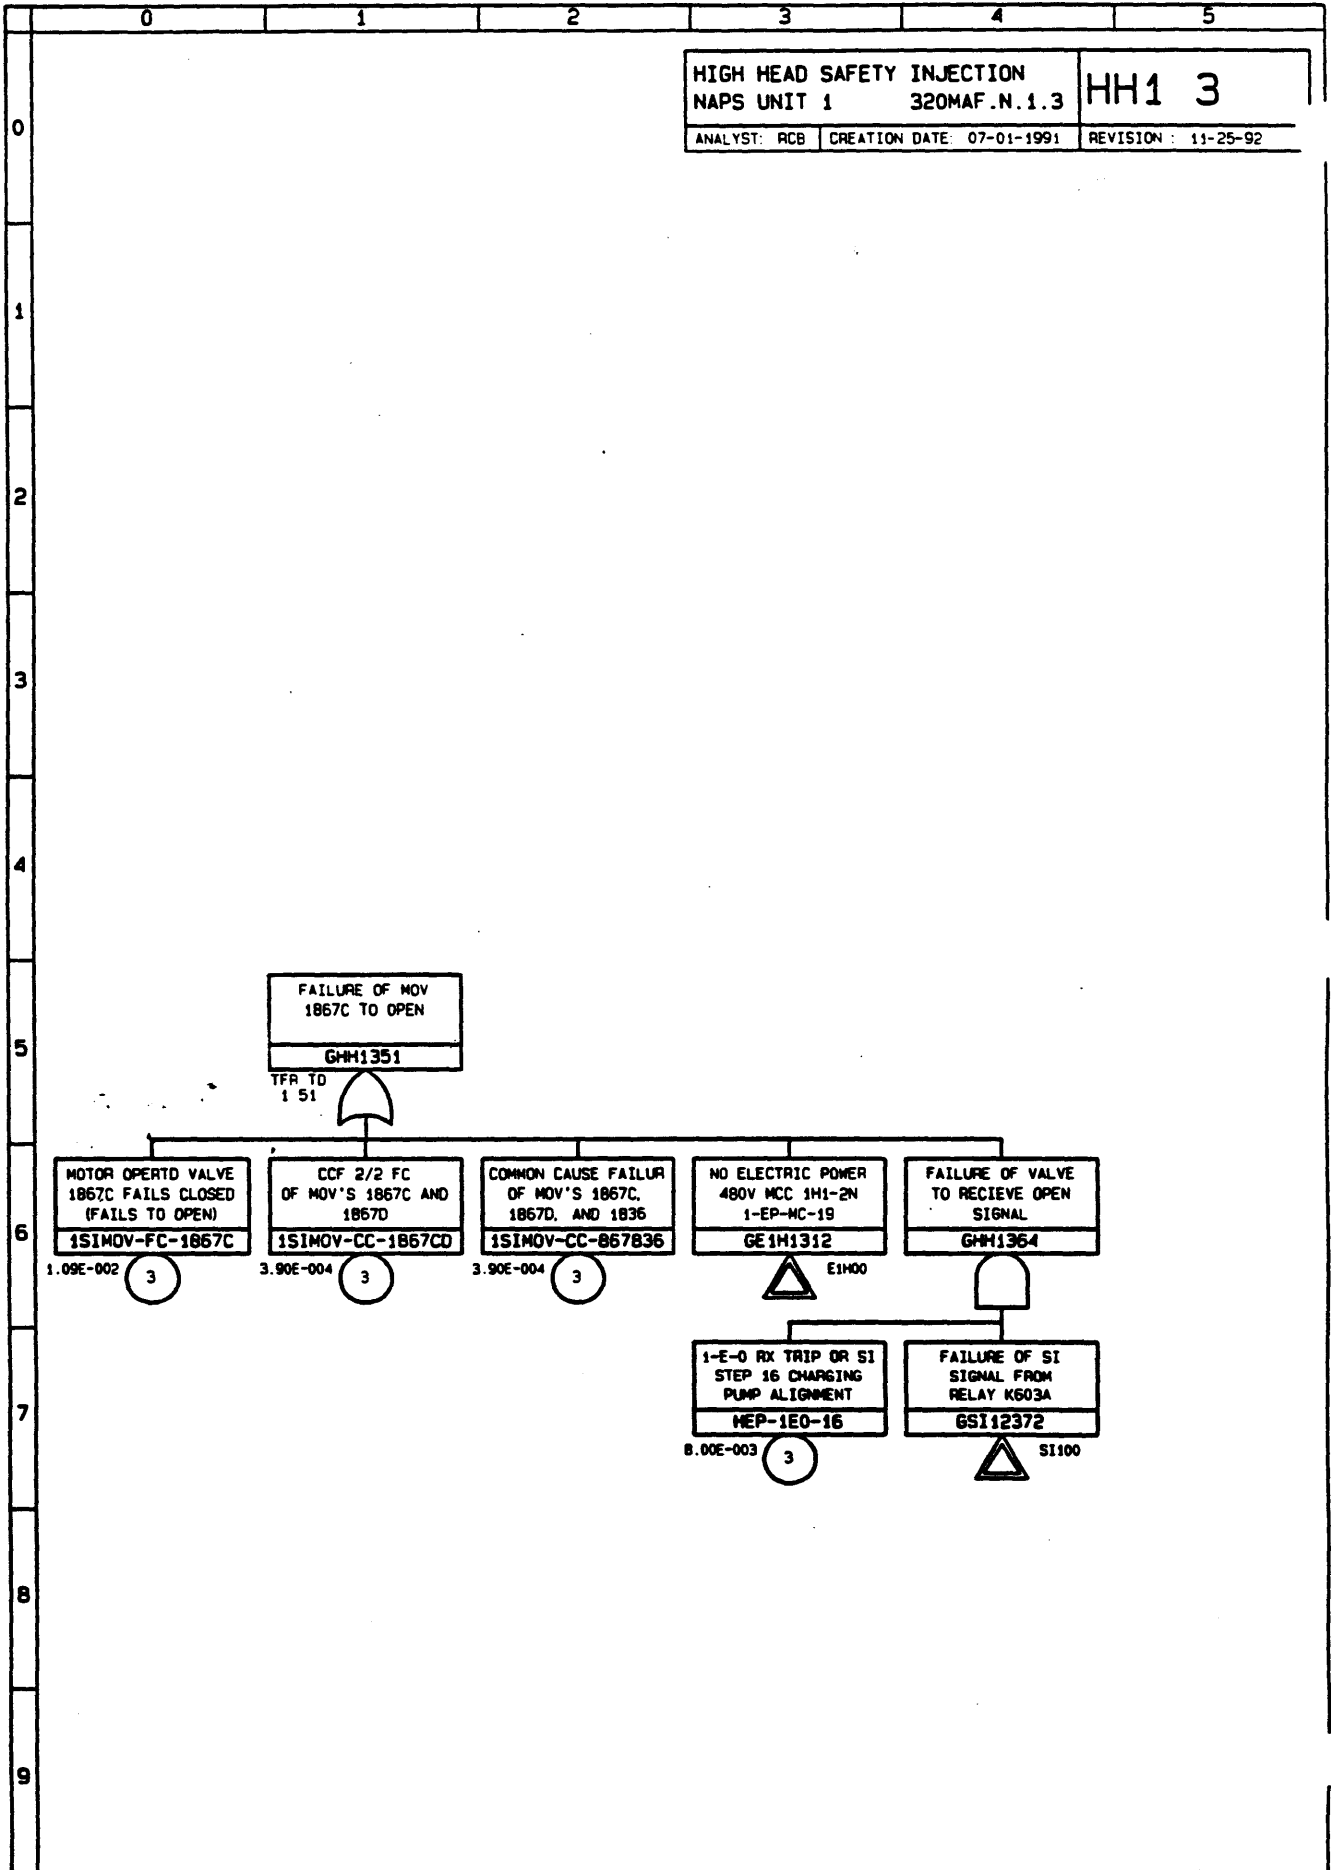 0 1 2 3 4 5
HIGH HEAD SAFETY INJECTION
NAPS UNIT 1 320MAF.N.1.3
HH1 3
ANALYST: RCB CREATION DATE: 07-01-1991 REVISION : 11-25-92
0
1
2
3
4
5
FAILURE OF MOV
1867C TO OPEN
GHH1351
TFR TO
1 51
6
MOTOR OPERTD VALVE
1867C FAILS CLOSED
(FAILS TO OPEN)
1SIMOV-FC-1867C
1.09E-002
3
CCF 2/2 FC
OF MOV'S 1867C AND
1867D
1SIMOV-CC-1867CD
3.90E-004
3
COMMON CAUSE FAILUR
OF MOV'S 1867C,
1867D, AND 1836
1SIMOV-CC-867836
3.90E-004
3
NO ELECTRIC POWER
480V MCC 1H1-2N
1-EP-MC-19
GE1H1312
E1H00
FAILURE OF VALVE
TO RECIEVE OPEN
SIGNAL
GHH1364
7
1-E-0 RX TRIP OR SI
STEP 16 CHARGING
PUMP ALIGNMENT
HEP-1E0-16
8.00E-003
3
FAILURE OF SI
SIGNAL FROM
RELAY K603A
GSI12372
SI100
8
9